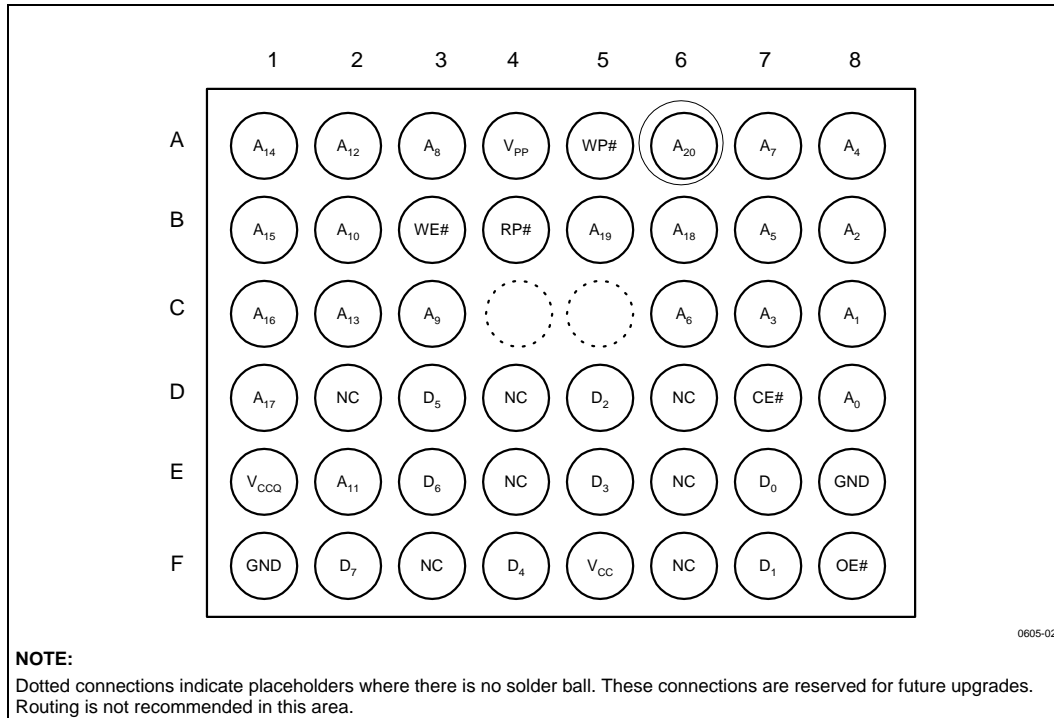 1 2 3 4 5 6 7 8
A A14 A12 A8 VPP WP# A20 A7 A4
B A15 A10 WE# RP# A19 A18 A5 A2
C A16 A13 A9 A6 A3 A1
D A17 NC D5 NC D2 NC CE# A0
E VCCQ A11 D6 NC D3 NC D0 GND
F GND D7 NC D4 VCC NC D1 OE#
0605-02
NOTE:
Dotted connections indicate placeholders where there is no solder ball. These connections are reserved for future upgrades.
Routing is not recommended in this area.